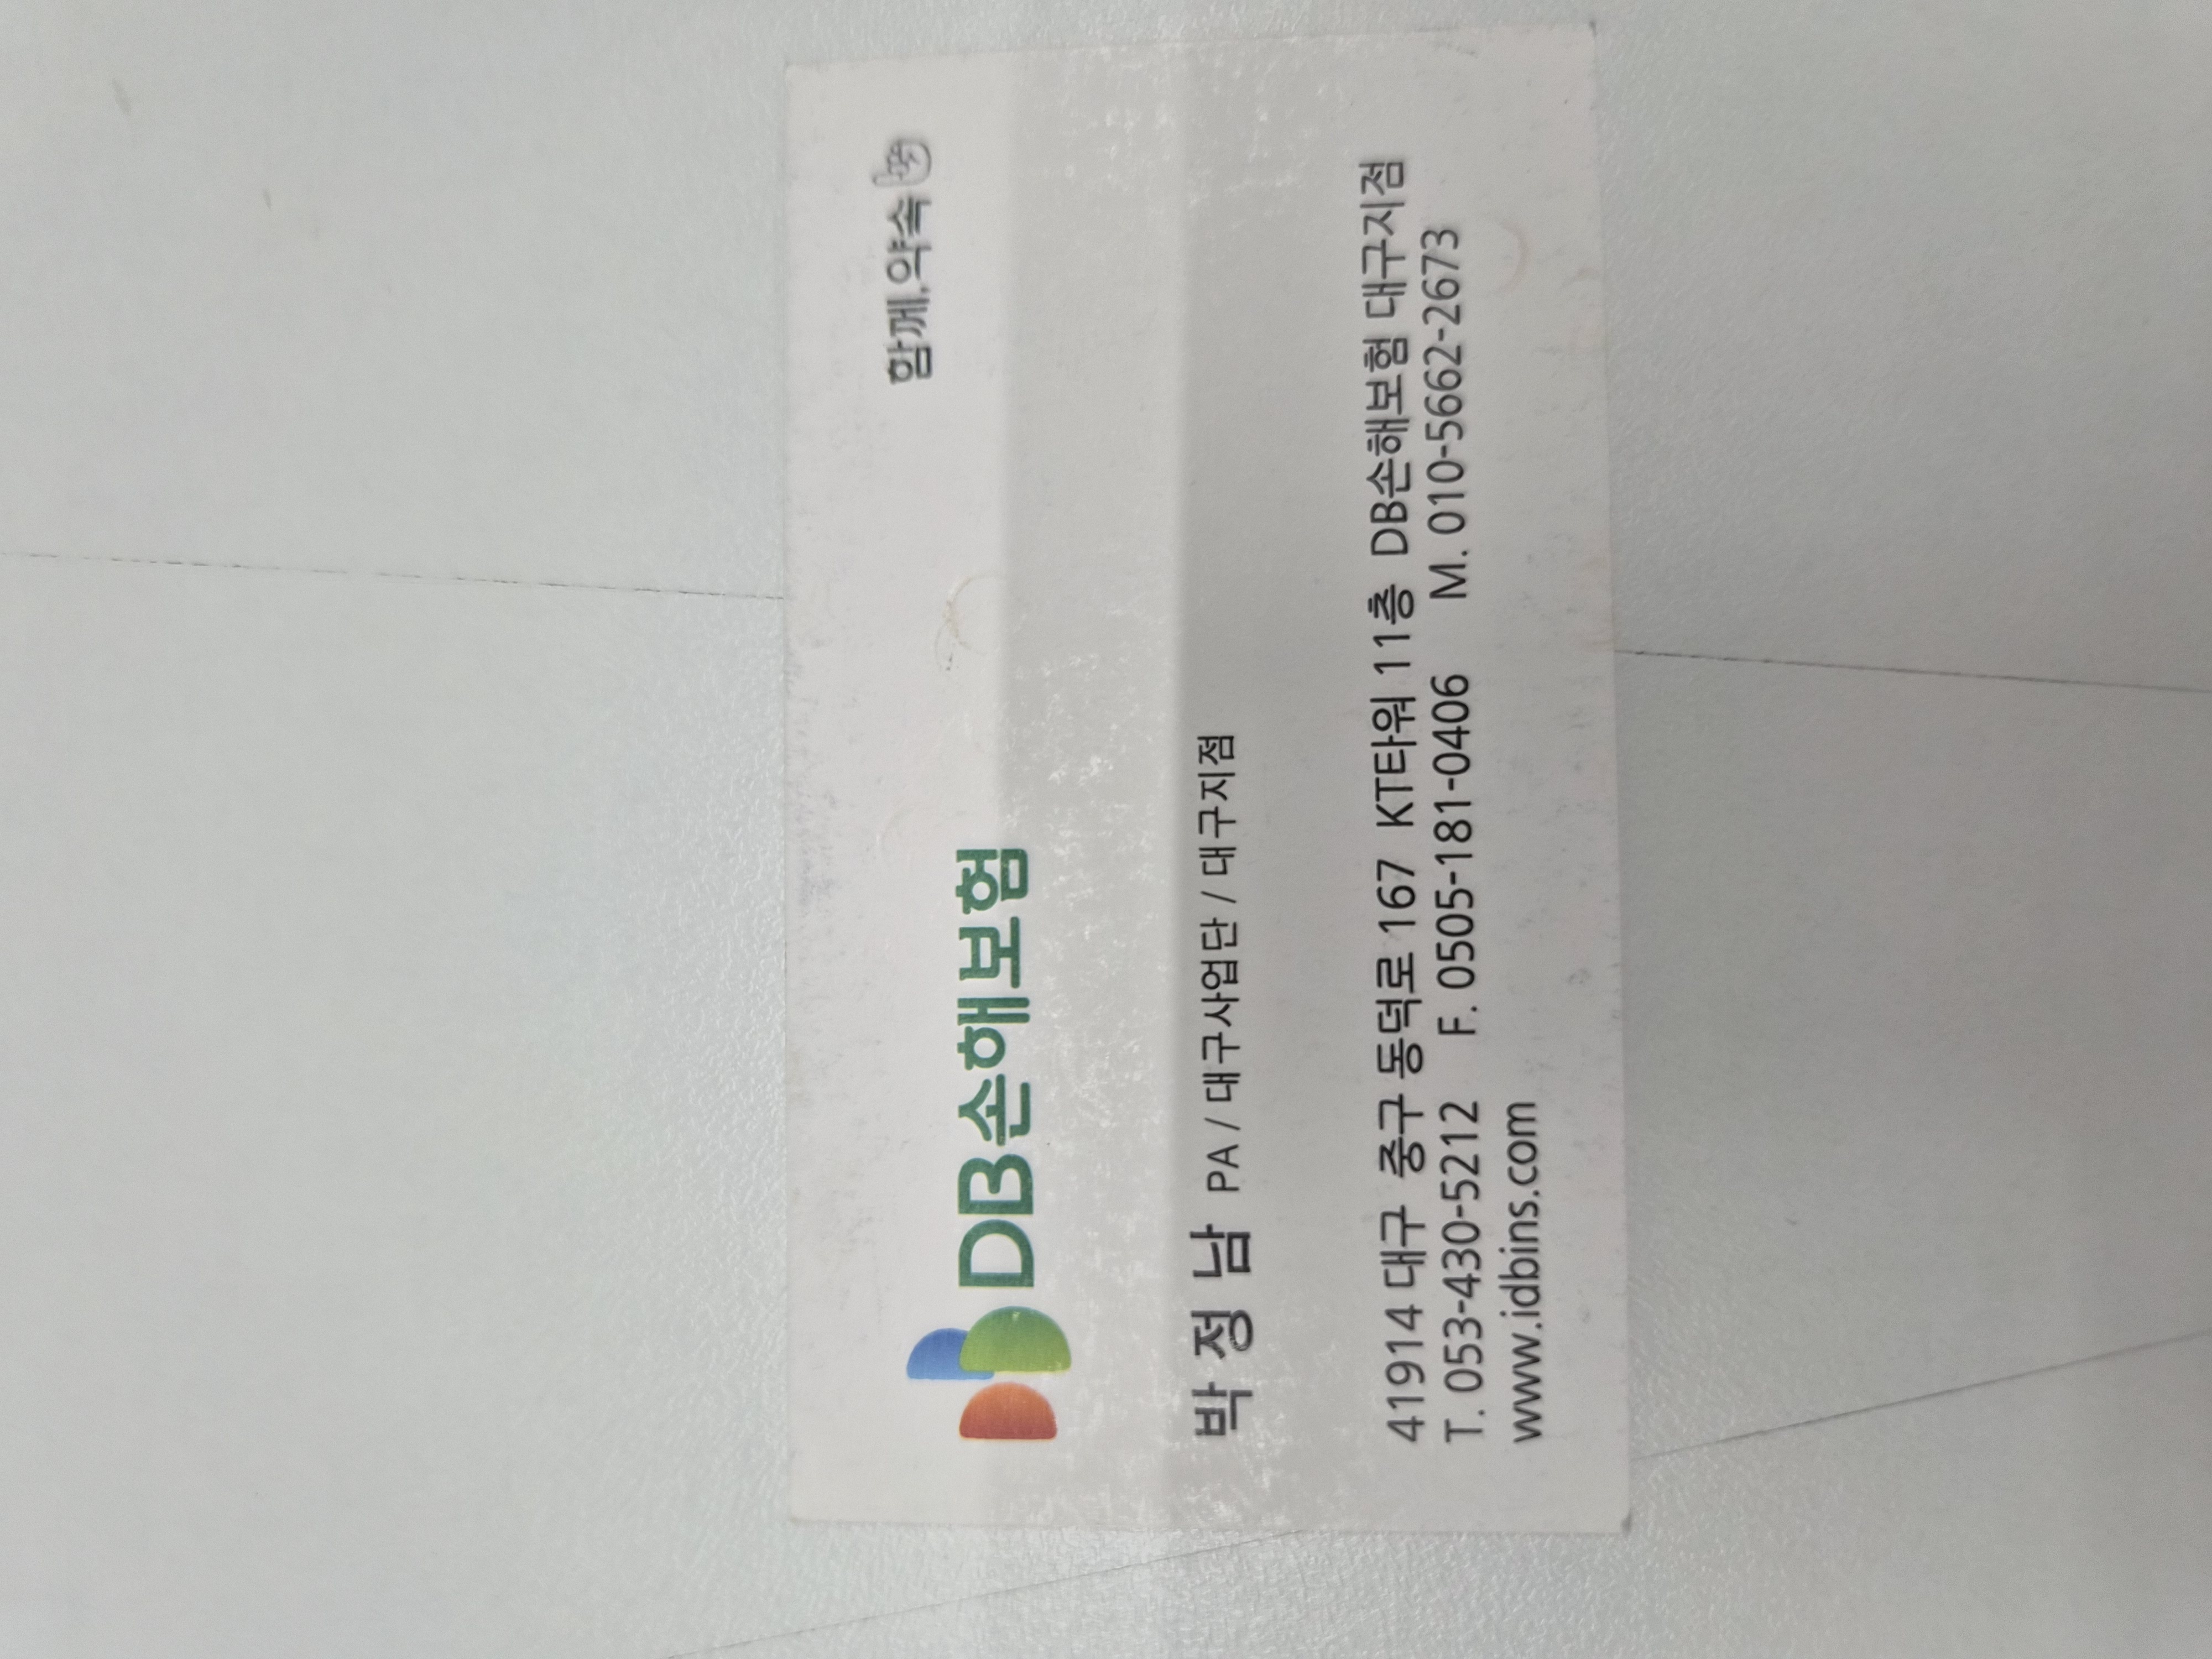 함께,약속
DB손해보험
박 정 남 PA / 대구사업단 / 대구지점
41914 대구 중구 동덕로 167 KT타워 11층 DB손해보험 대구지점
T. 053-430-5212 F. 0505-181-0406 M. 010-5662-2673
www.idbins.com